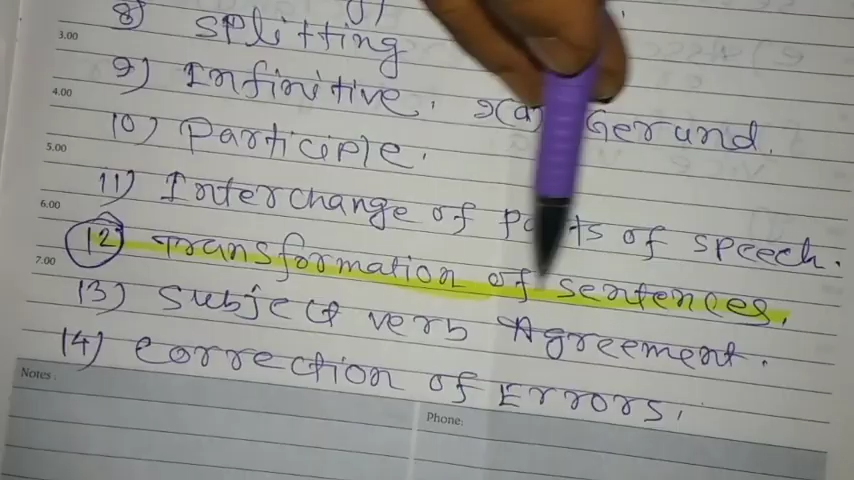 8) Splitting
3.00
9) Infinitive. 9(a) Gerund.
4.00
10) Participle.
5.00
11) Interchange of parts of speech.
6.00
12) Transformation of sentences.
7.00
13) Subject verb Agreement.
14) Correction of Errors.
Notes:
Phone: